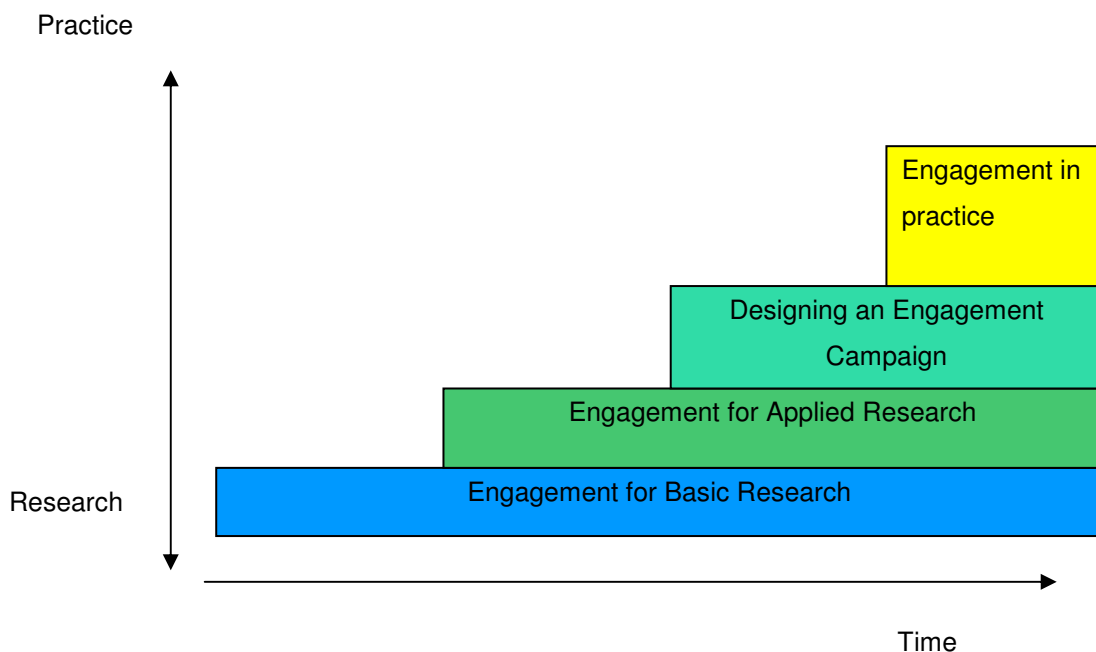 Practice
Engagement in
practice
Designing an Engagement
Campaign
Engagement for Applied Research
Engagement for Basic Research
Research
Time